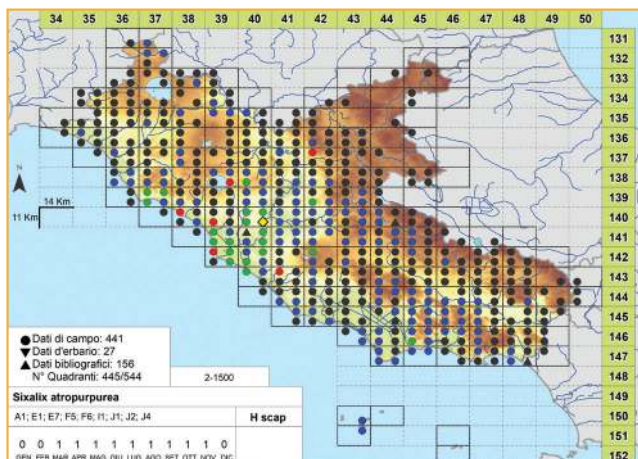 34 35 36 37 38 39 40 41 42 43 44 45 46 47 48 49 50
131
132
133
134
135
136
137
138
139
140
141
142
143
144
145
146
147
148
149
150
151
152
N
14 Km
11 Km
Dati di campo: 441
Dati d'erbario: 27
Dati bibliografici: 156
N° Quadranti: 445/544
2-1500
Sixalix atropurpurea
A1; E1; E7; F5; F6; I1; J1; J2; J4
H scap
0 0 1 1 1 1 1 1 1 1 1 0
GEN FEB MAR APR MAG GIU LUG AGO SET OTT NOV DIC